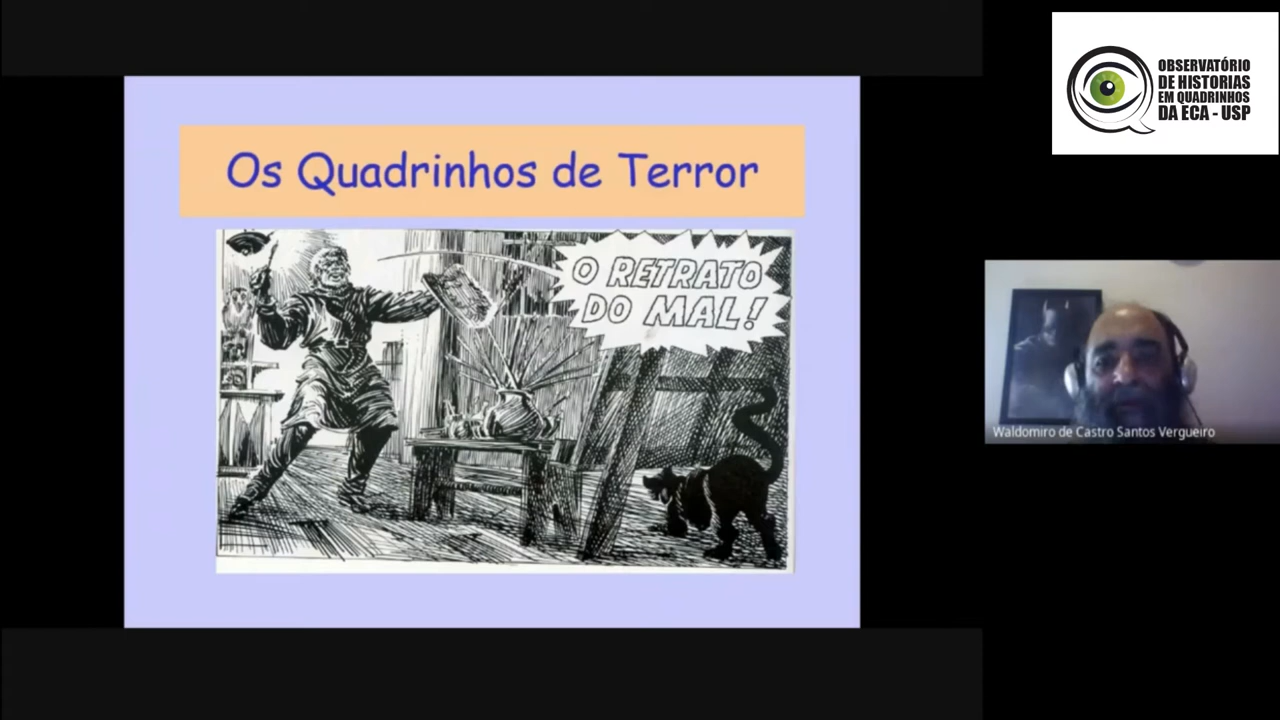 Os Quadrinhos de Terror
O RETRATO
DO MAL!
OBSERVATÓRIO
DE HISTORIAS
EM QUADRINHOS
DA ECA - USP
Waldomiro de Castro Santos Vergueiro